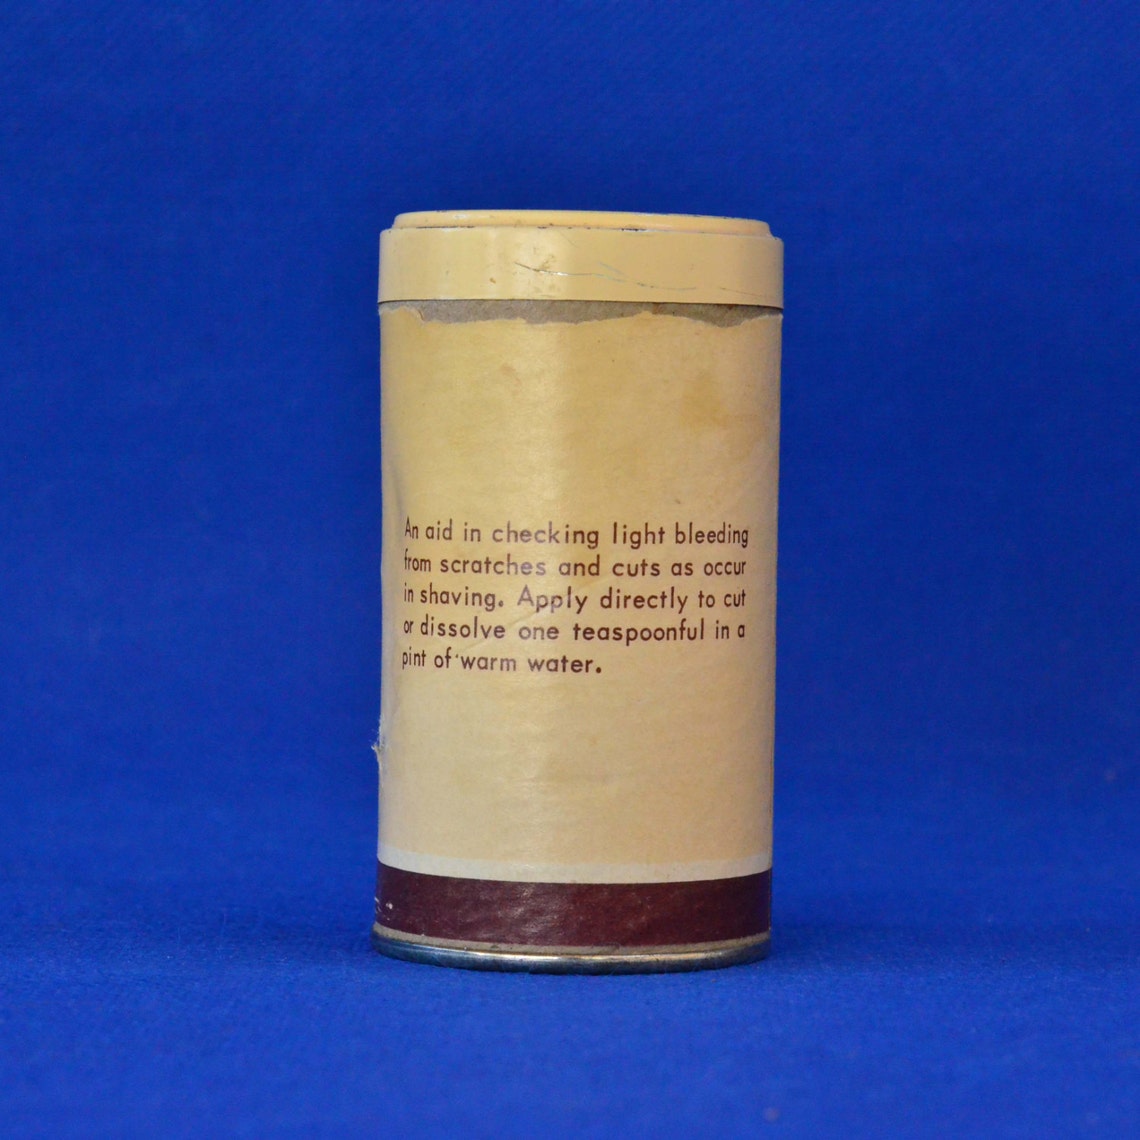 An aid in checking light bleeding
from scratches and cuts as occur
in shaving. Apply directly to cut
or dissolve one teaspoonful in a
pint of warm water.